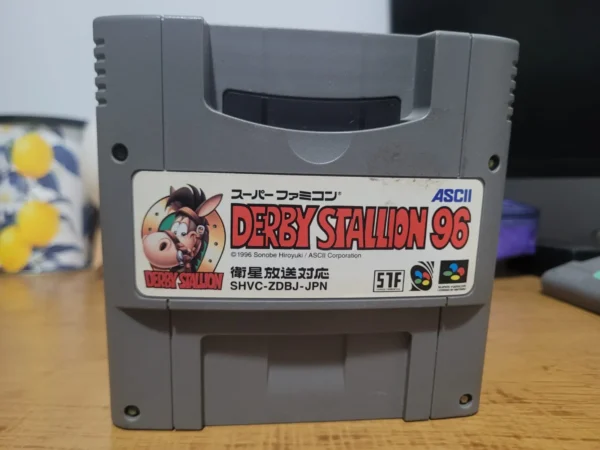 スーパーファミコン®
ASCII
DERBY STALLION 96
©1996 Sonobe Hiroyuki / ASCII Corporation
DERBY STALLION
衛星放送対応
SHVC-ZDBJ-JPN
STF